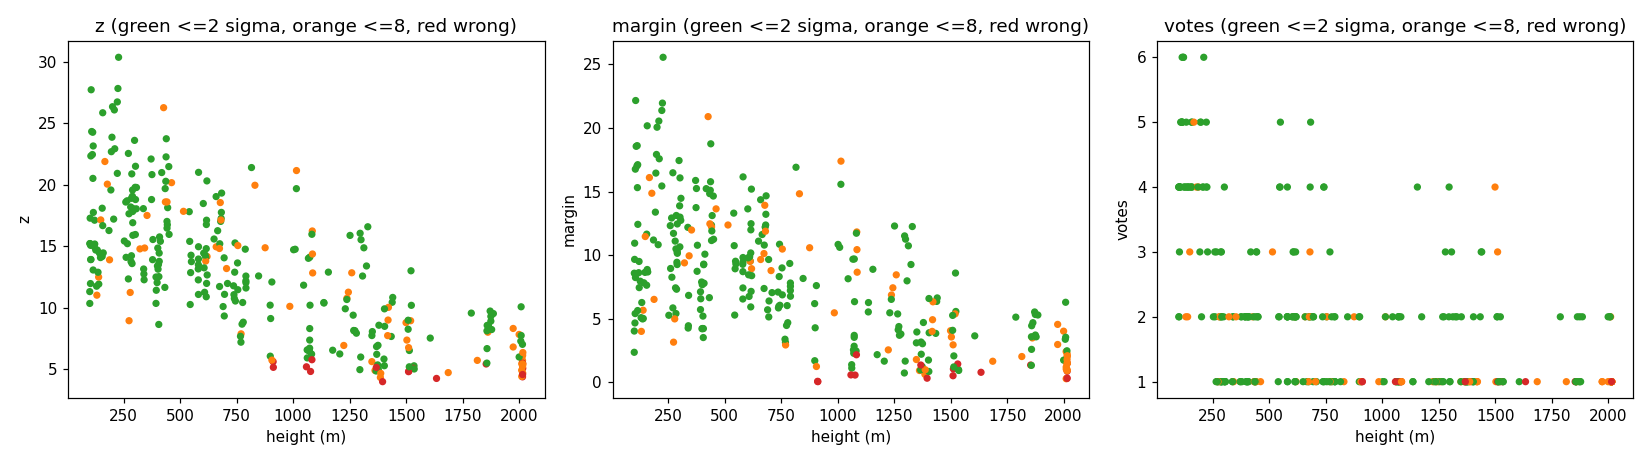 z (green <=2 sigma, orange <=8, red wrong)
z
30
25
20
15
10
5
250 500 750 1000 1250 1500 1750 2000
height (m)
margin (green <=2 sigma, orange <=8, red wrong)
margin
25
20
15
10
5
0
250 500 750 1000 1250 1500 1750 2000
height (m)
votes (green <=2 sigma, orange <=8, red wrong)
votes
6
5
4
3
2
1
250 500 750 1000 1250 1500 1750 2000
height (m)